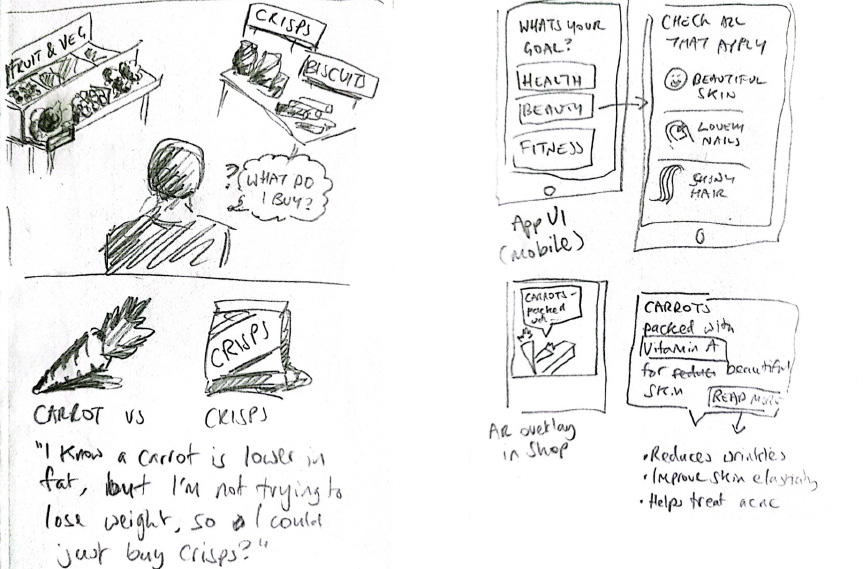 FRUIT & VEG
CRISPS
BISCUITS
?
WHAT DO
I BUY?
CRISPS
CARROT VS CRISPS
"I know a carrot is lower in
fat, but I'm not trying to
lose weight, so I could
just buy crisps?"
WHATS YOUR
GOAL?
HEALTH
BEAUTY
FITNESS
App UI
(mobile)
CHECK ALL
THAT APPLY
BEAUTIFUL
SKIN
LOVELY
NAILS
SHINY
HAIR
CARROTS -
packed
AR overlay
in shop
CARROTS
packed with
Vitamin A
for reduce beautiful
skin
READ MORE
• Reduces wrinkles
• Improve skin elasticity
• Helps treat acne